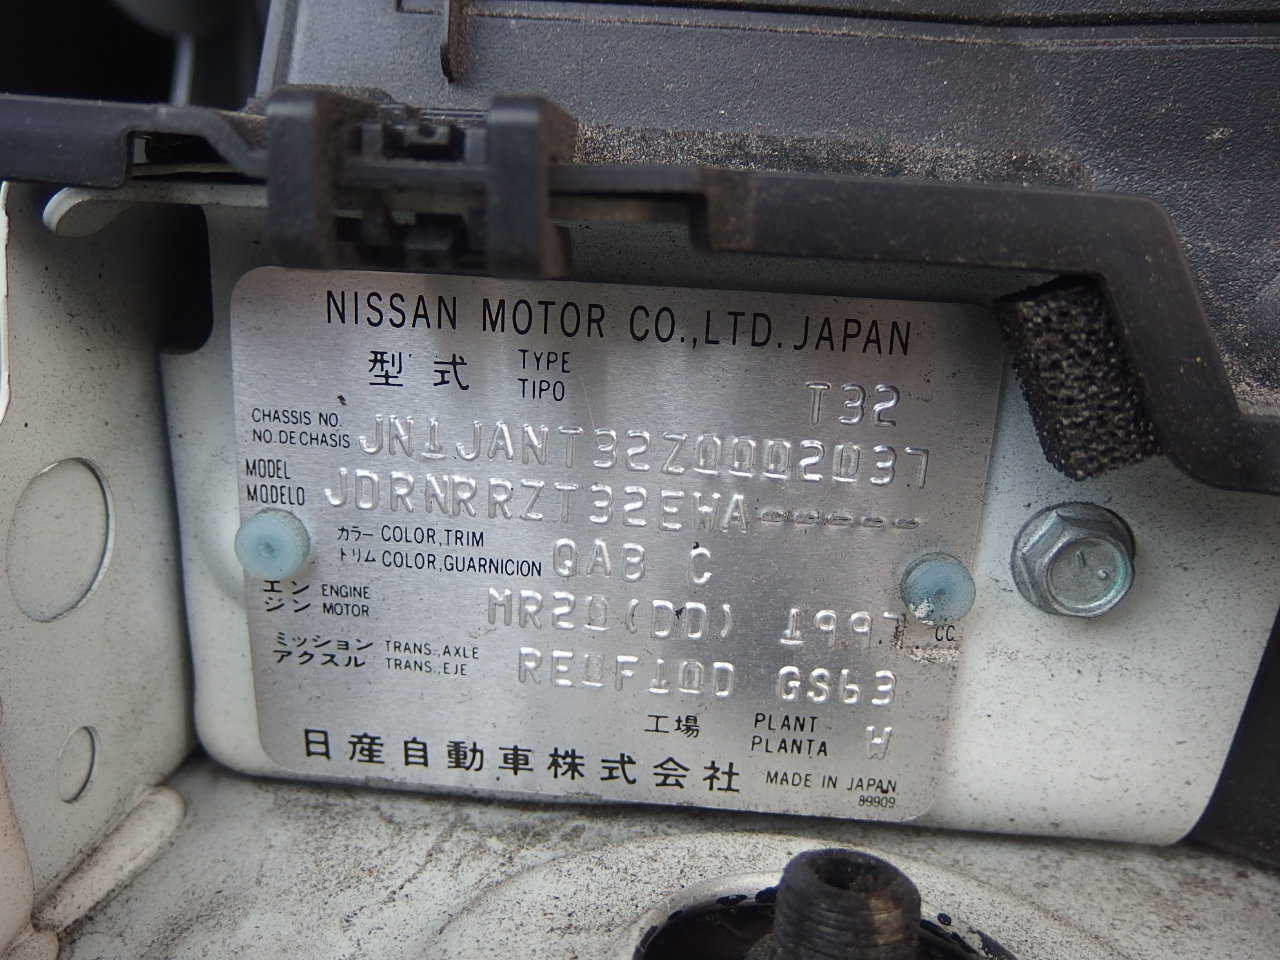 NISSAN MOTOR CO.,LTD. JAPAN
型式 TYPE TIPO T32
CHASSIS NO. NO. DE CHASIS JN1JANT32Z0002037
MODEL MODELO JDRNRRZT32EWA-----
カラー COLOR,TRIM
トリム COLOR,GUARNICION QAB C
エンジン ENGINE MOTOR MR20(DD) 1997 CC.
ミッション TRANS.,AXLE
アクスル TRANS.,EJE RE1F10D GS63
工場 PLANT PLANTA W
日産自動車株式会社 MADE IN JAPAN
89909